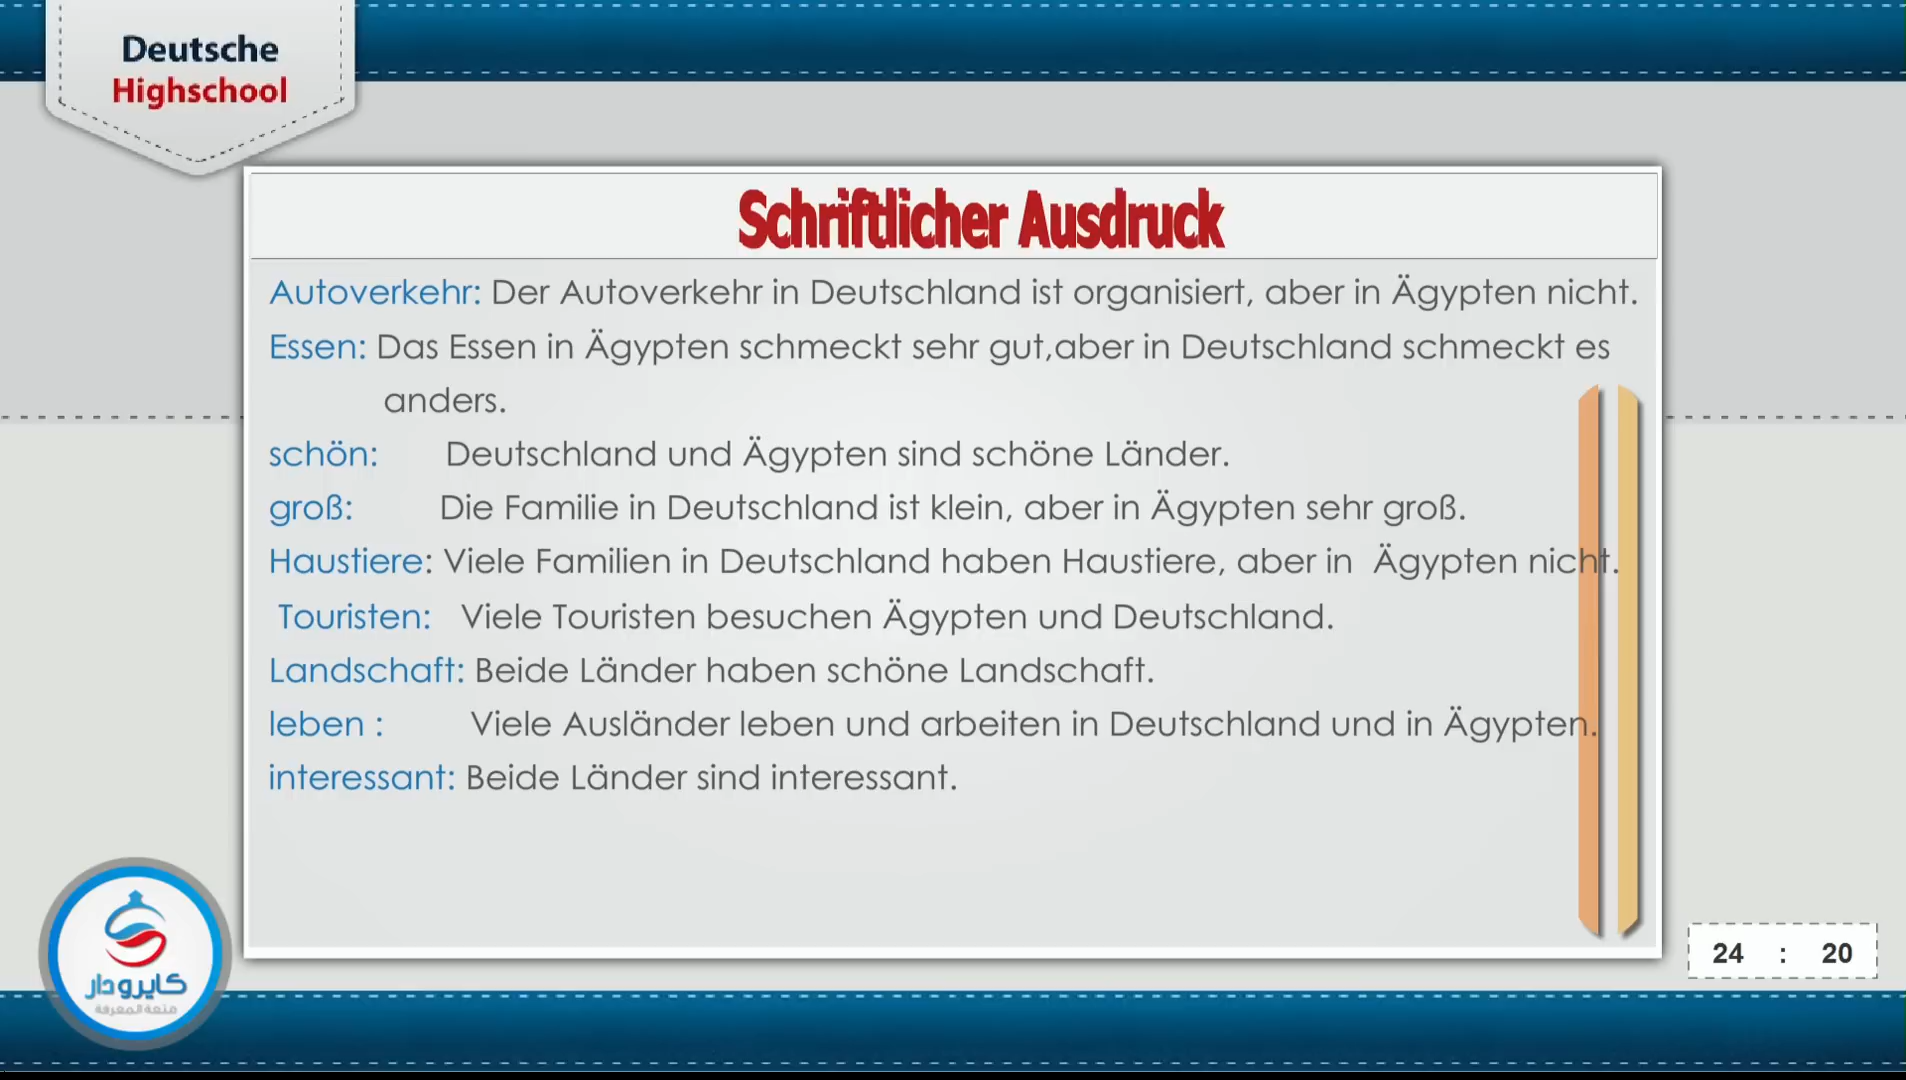 Deutsche
Highschool
Schriftlicher Ausdruck
Autoverkehr: Der Autoverkehr in Deutschland ist organisiert, aber in Ägypten nicht.
Essen: Das Essen in Ägypten schmeckt sehr gut,aber in Deutschland schmeckt es
anders.
schön: Deutschland und Ägypten sind schöne Länder.
groß: Die Familie in Deutschland ist klein, aber in Ägypten sehr groß.
Haustiere: Viele Familien in Deutschland haben Haustiere, aber in Ägypten nicht.
Touristen: Viele Touristen besuchen Ägypten und Deutschland.
Landschaft: Beide Länder haben schöne Landschaft.
leben : Viele Ausländer leben und arbeiten in Deutschland und in Ägypten.
interessant: Beide Länder sind interessant.
24 : 20
كايرودار
متعة المعرفة